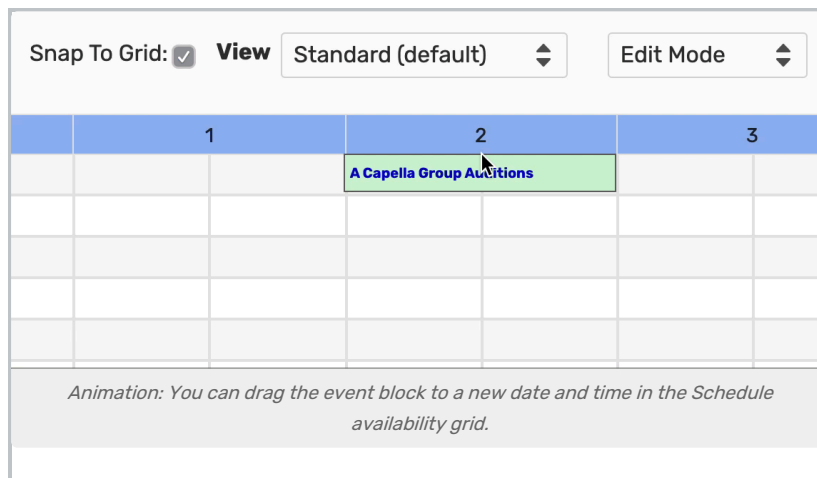 Snap To Grid: View Standard (default) Edit Mode
1 2 3
A Capella Group Auditions
Animation: You can drag the event block to a new date and time in the Schedule
availability grid.